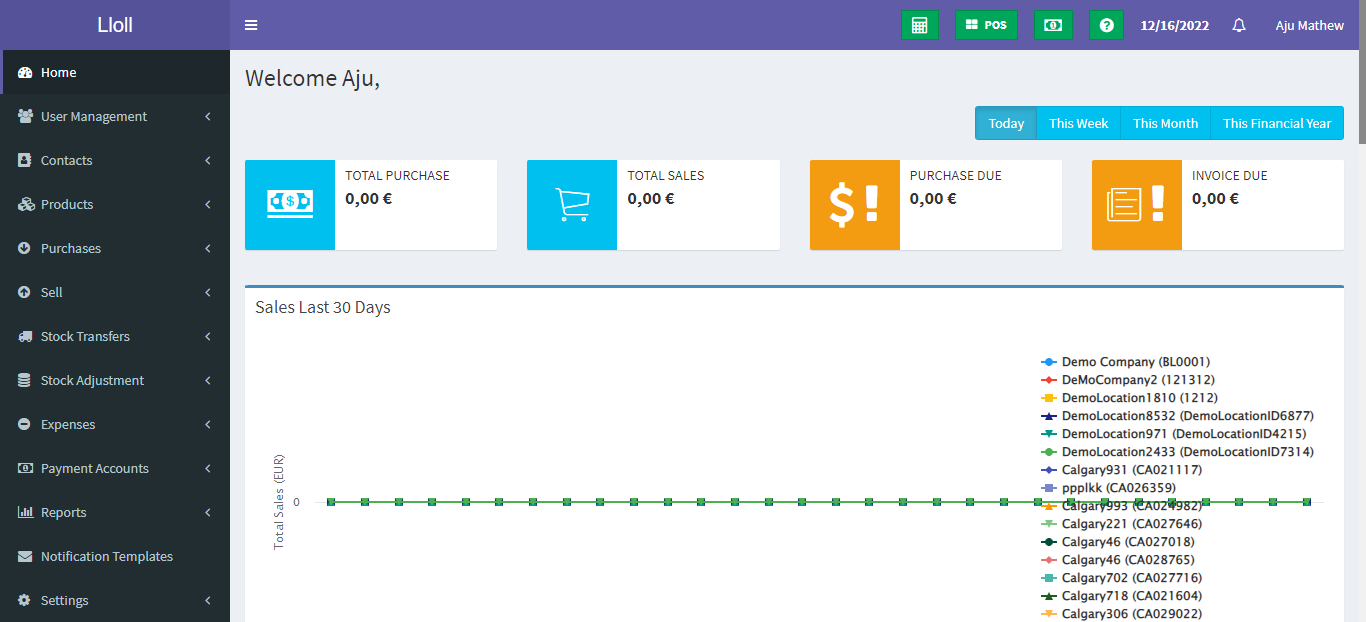 Lloll
POS
12/16/2022
Aju Mathew
Home
User Management
Contacts
Products
Purchases
Sell
Stock Transfers
Stock Adjustment
Expenses
Payment Accounts
Reports
Notification Templates
Settings
Welcome Aju,
Today
This Week
This Month
This Financial Year
TOTAL PURCHASE
0,00 €
TOTAL SALES
0,00 €
PURCHASE DUE
0,00 €
INVOICE DUE
0,00 €
Sales Last 30 Days
Total Sales (EUR)
0
Demo Company (BL0001)
DeMoCompany2 (121312)
DemoLocation1810 (1212)
DemoLocation8532 (DemoLocationID6877)
DemoLocation971 (DemoLocationID4215)
DemoLocation2433 (DemoLocationID7314)
Calgary931 (CA021117)
ppplkk (CA026359)
Calgary993 (CA024982)
Calgary221 (CA027646)
Calgary46 (CA027018)
Calgary46 (CA028765)
Calgary702 (CA027716)
Calgary718 (CA021604)
Calgary306 (CA029022)